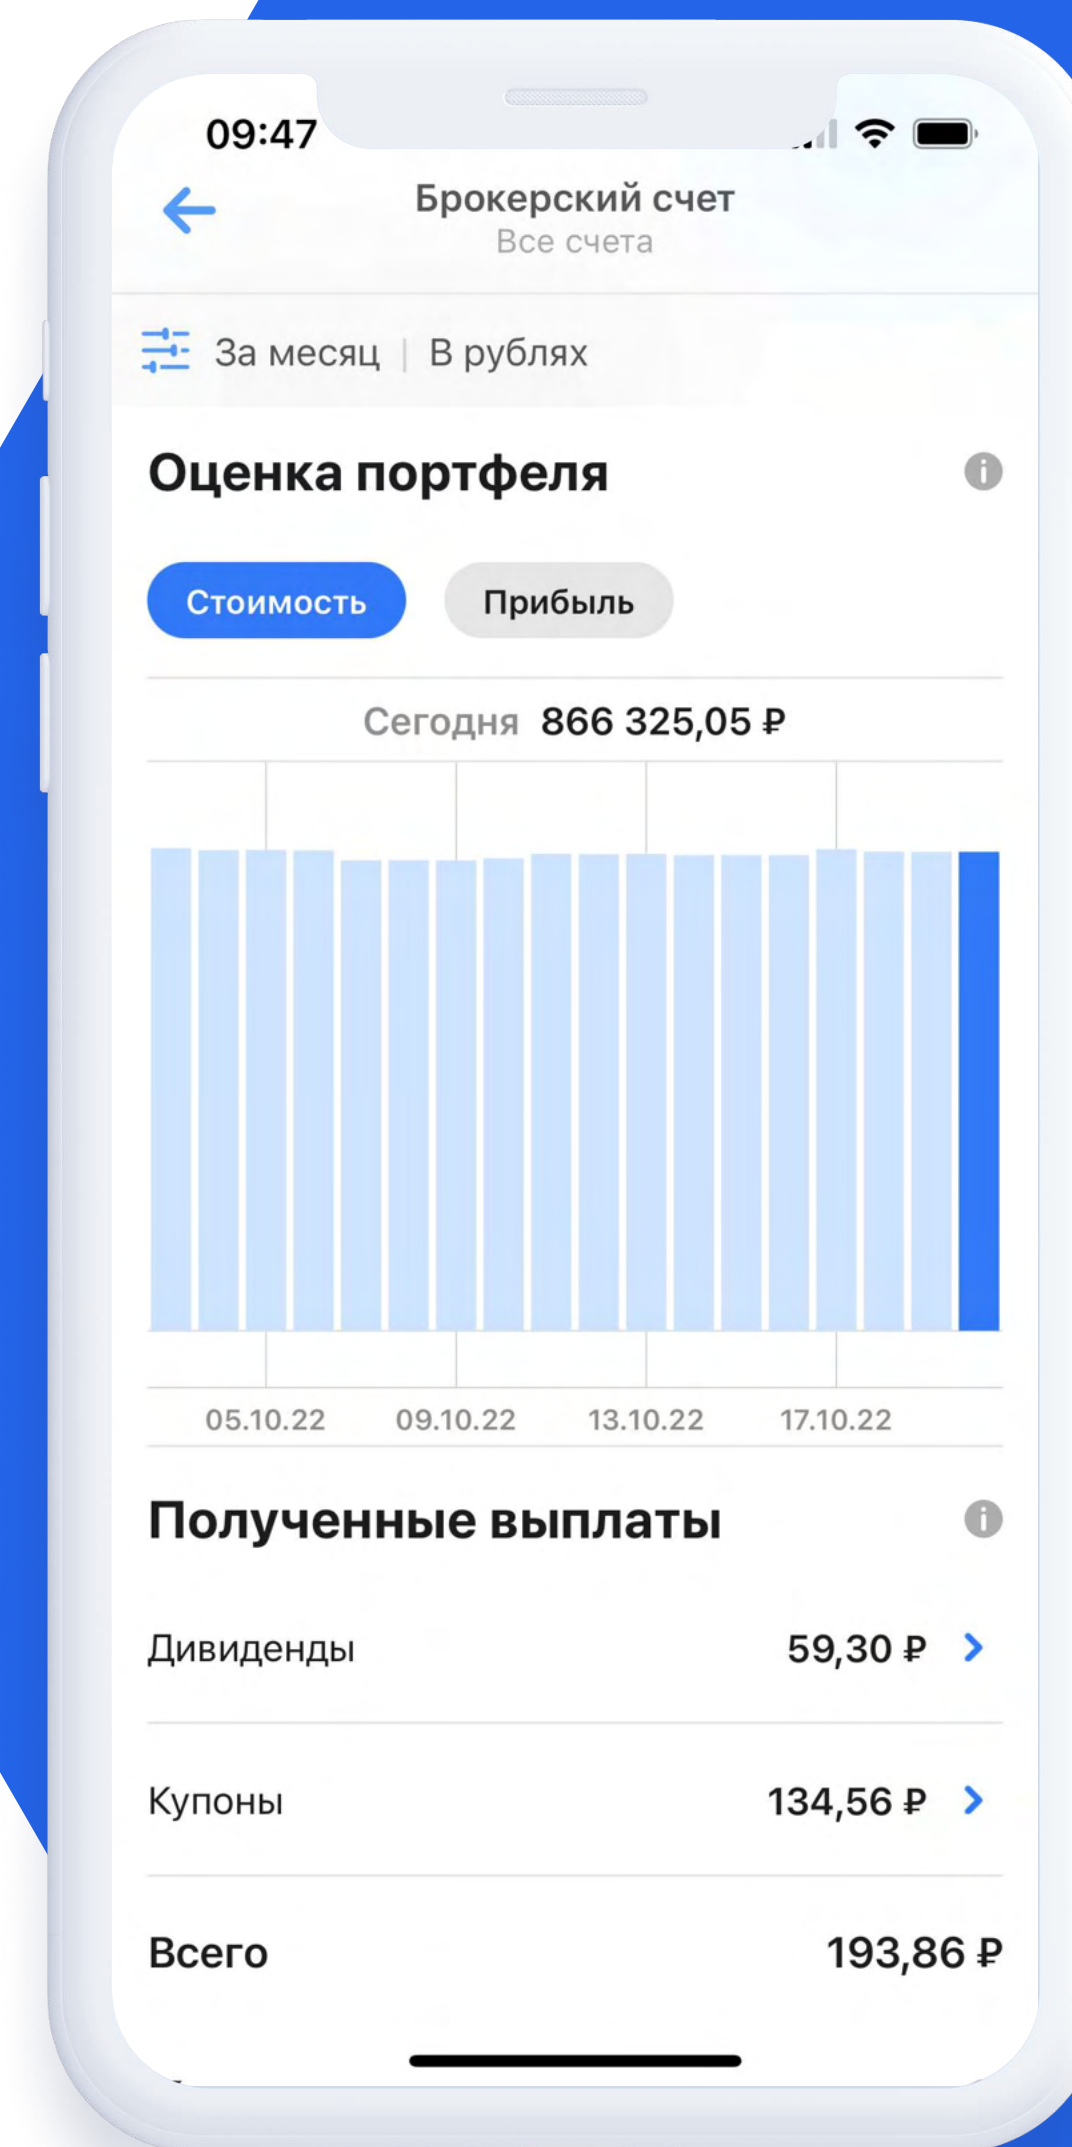 09:47
Брокерский счет
Все счета
За месяц | В рублях
Оценка портфеля
Стоимость Прибыль
Сегодня 866 325,05 ₽
05.10.22 09.10.22 13.10.22 17.10.22
Полученные выплаты
Дивиденды 59,30 ₽
Купоны 134,56 ₽
Всего 193,86 ₽